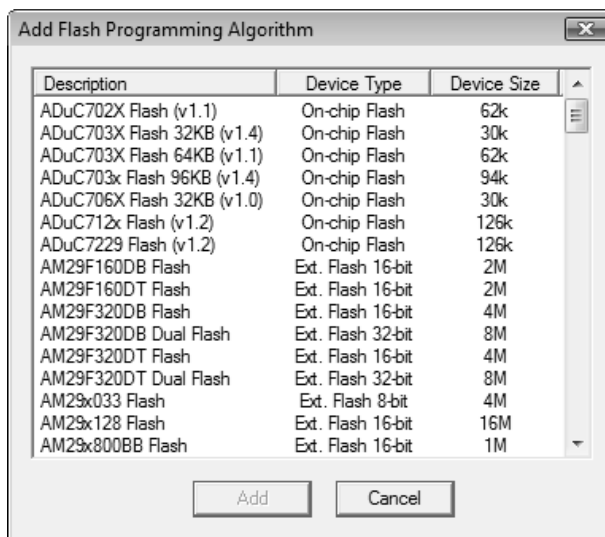 Add Flash Programming Algorithm
Description Device Type Device Size
ADuC702X Flash (v1.1) On-chip Flash 62k
ADuC703X Flash 32KB (v1.4) On-chip Flash 30k
ADuC703X Flash 64KB (v1.1) On-chip Flash 62k
ADuC703x Flash 96KB (v1.4) On-chip Flash 94k
ADuC706X Flash 32KB (v1.0) On-chip Flash 30k
ADuC712x Flash (v1.2) On-chip Flash 126k
ADuC7229 Flash (v1.2) On-chip Flash 126k
AM29F160DB Flash Ext. Flash 16-bit 2M
AM29F160DT Flash Ext. Flash 16-bit 2M
AM29F320DB Flash Ext. Flash 16-bit 4M
AM29F320DB Dual Flash Ext. Flash 32-bit 8M
AM29F320DT Flash Ext. Flash 16-bit 4M
AM29F320DT Dual Flash Ext. Flash 32-bit 8M
AM29x033 Flash Ext. Flash 8-bit 4M
AM29x128 Flash Ext. Flash 16-bit 16M
AM29x800BB Flash Ext. Flash 16-bit 1M
Add Cancel